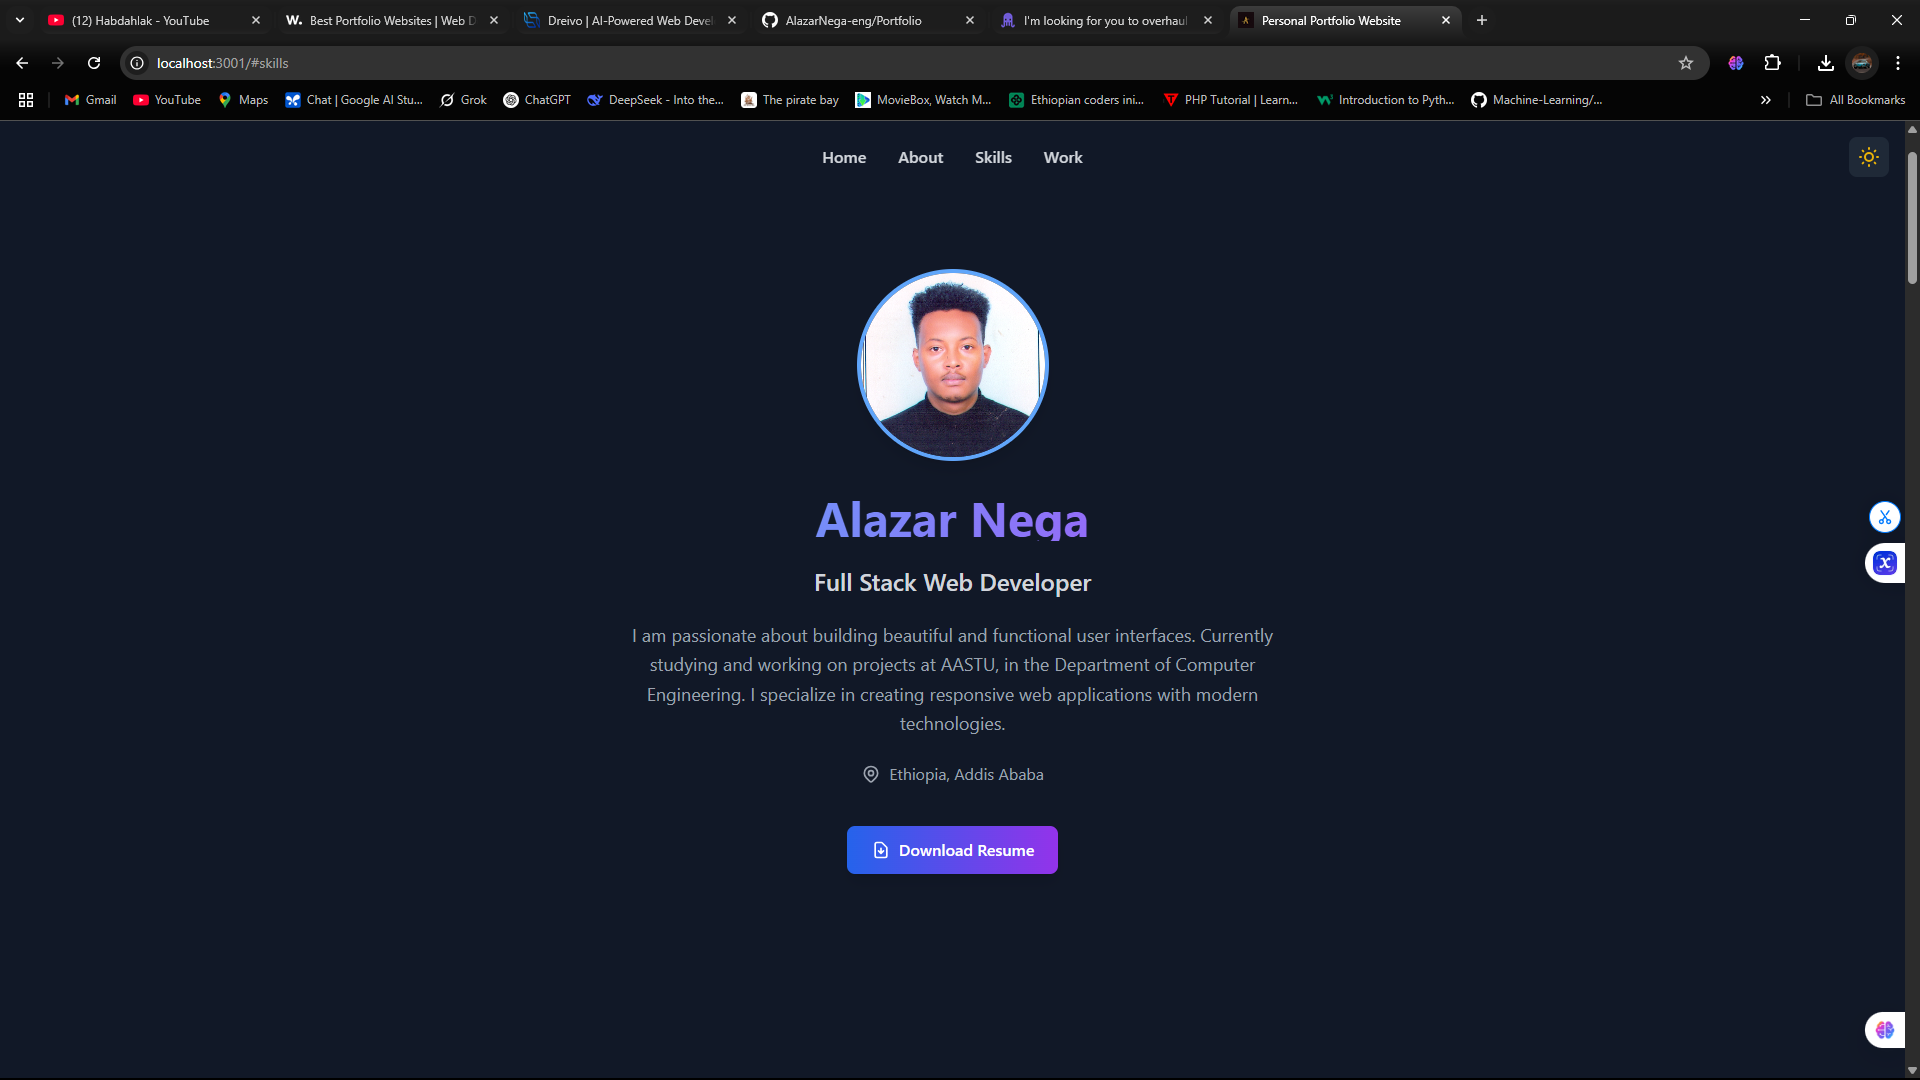 (12) Habdahlak - YouTube
Best Portfolio Websites | Web D
Dreivo | AI-Powered Web Devel
AlazarNega-eng/Portfolio
I'm looking for you to overhaul
Personal Portfolio Website
localhost:3001/#skills
Gmail
YouTube
Maps
Chat | Google AI Stu...
Grok
ChatGPT
DeepSeek - Into the...
The pirate bay
MovieBox, Watch M...
Ethiopian coders ini...
PHP Tutorial | Learn...
Introduction to Pyth...
Machine-Learning/...
All Bookmarks
Home About Skills Work
Alazar Nega
Full Stack Web Developer
I am passionate about building beautiful and functional user interfaces. Currently
studying and working on projects at AASTU, in the Department of Computer
Engineering. I specialize in creating responsive web applications with modern
technologies.
Ethiopia, Addis Ababa
Download Resume